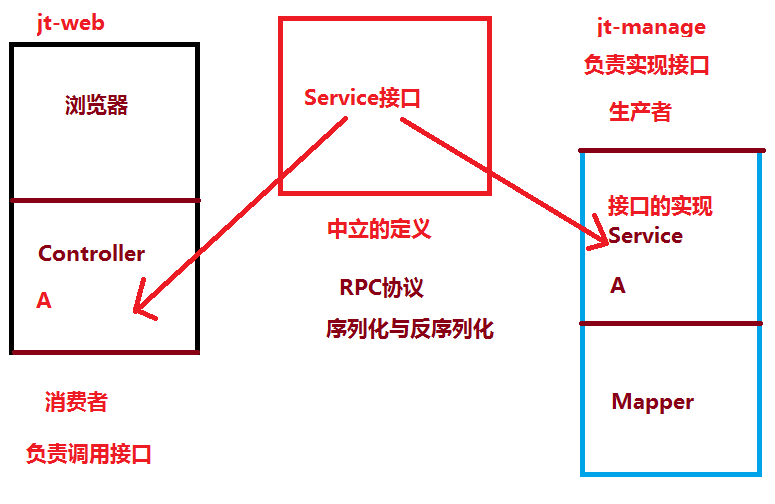 jt-web
浏览器
Controller
A
消费者
负责调用接口
Service接口
中立的定义
RPC协议
序列化与反序列化
jt-manage
负责实现接口
生产者
接口的实现
Service
A
Mapper